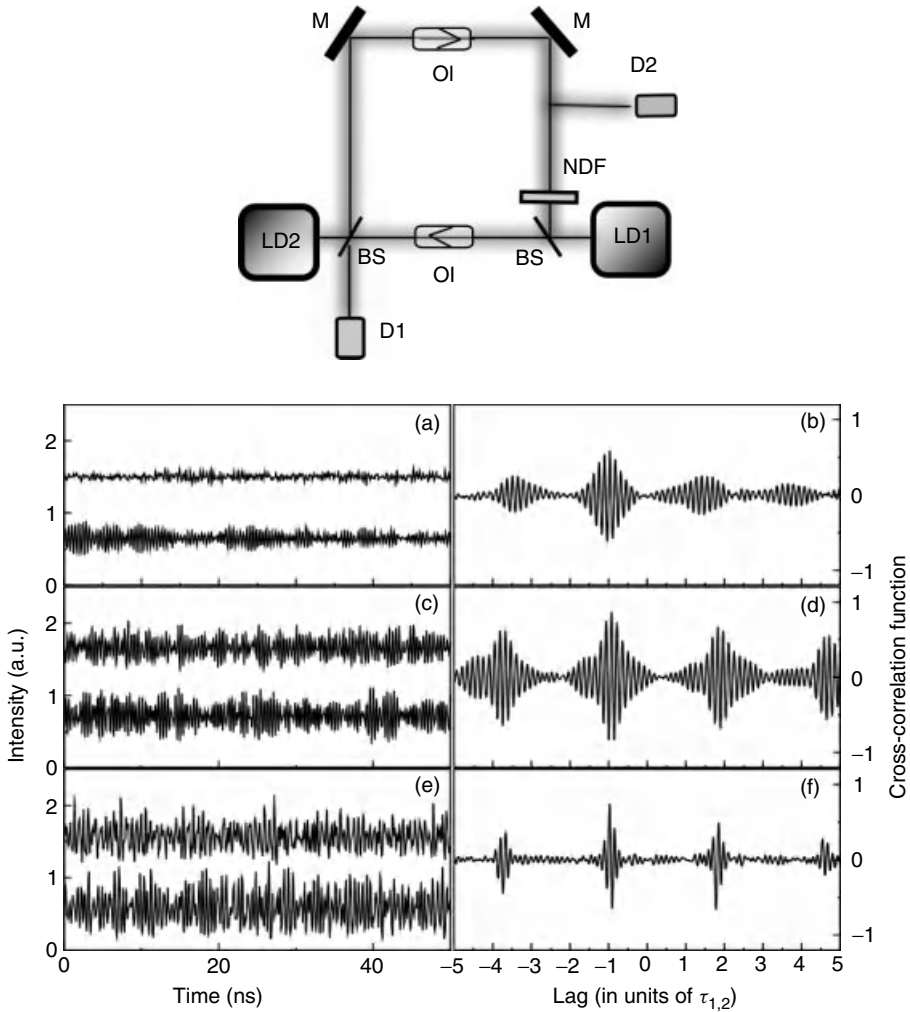 M
M
OI
D2
NDF
LD2
LD1
BS
BS
OI
D1
(a)
(b)
2
1
1
0
0
−1
(c)
(d)
2
1
1
0
0
−1
(e)
(f)
2
1
1
0
0
−1
0
20
40
−5
−4
−3
−2
−1
0
1
2
3
4
5
Intensity (a.u.)
Cross-correlation function
Time (ns)
Lag (in units of τ1,2)